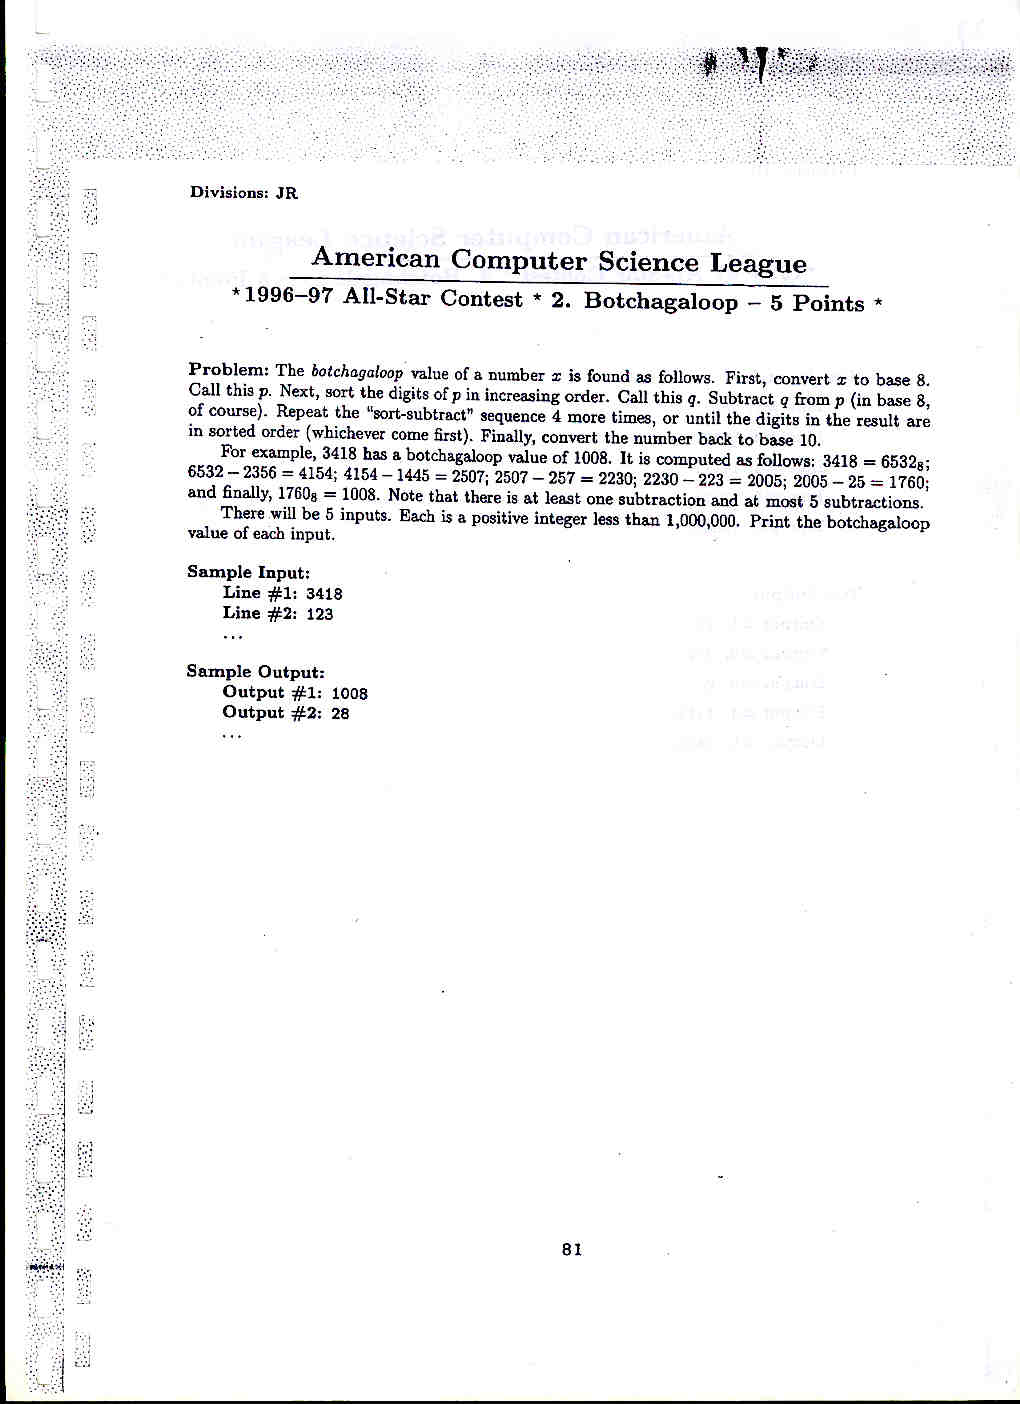 Divisions: JR
American Computer Science League
*1996–97 All-Star Contest * 2. Botchagaloop – 5 Points *
Problem: The botchagaloop value of a number x is found as follows. First, convert x to base 8.
Call this p. Next, sort the digits of p in increasing order. Call this q. Subtract q from p (in base 8,
of course). Repeat the "sort-subtract" sequence 4 more times, or until the digits in the result are
in sorted order (whichever come first). Finally, convert the number back to base 10.
For example, 3418 has a botchagaloop value of 1008. It is computed as follows: 3418 = 6532₈;
6532 – 2356 = 4154; 4154 – 1445 = 2507; 2507 – 257 = 2230; 2230 – 223 = 2005; 2005 – 25 = 1760;
and finally, 1760₈ = 1008. Note that there is at least one subtraction and at most 5 subtractions.
There will be 5 inputs. Each is a positive integer less than 1,000,000. Print the botchagaloop
value of each input.
Sample Input:
Line #1: 3418
Line #2: 123
...
Sample Output:
Output #1: 1008
Output #2: 28
...
81